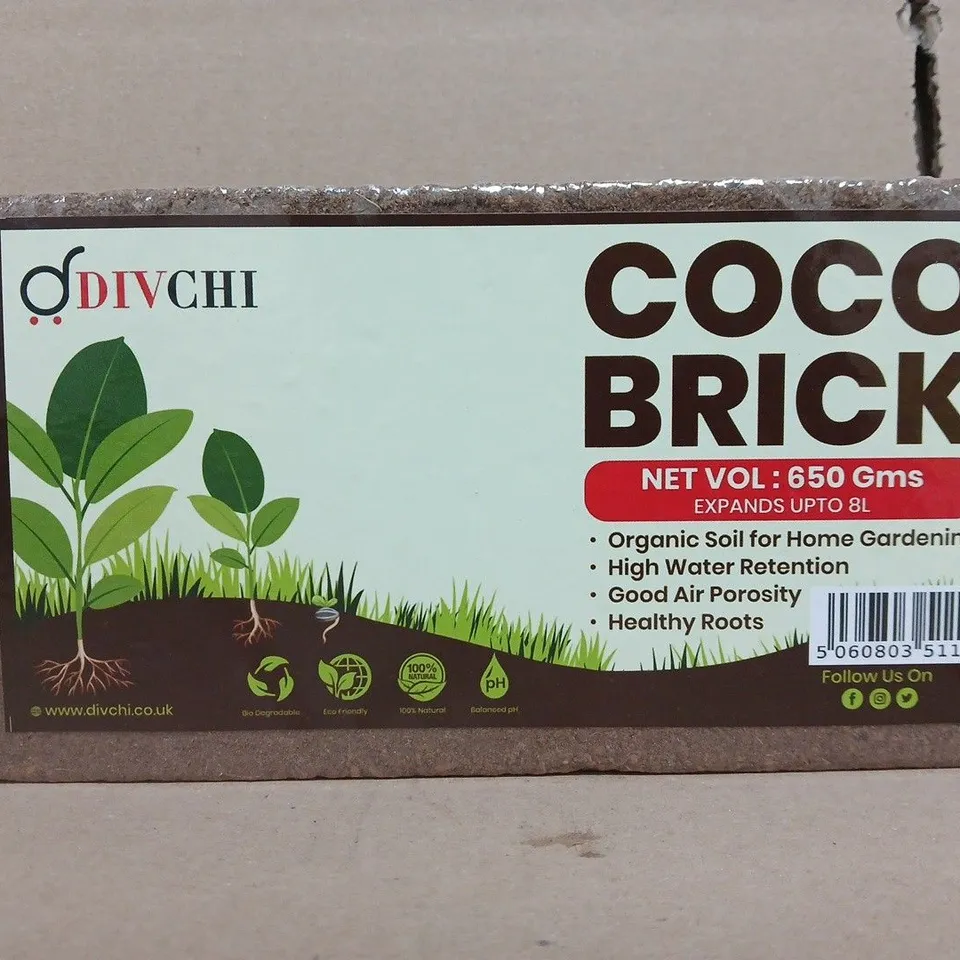 DIVCHI
COCO
BRICK
NET VOL : 650 Gms
EXPANDS UPTO 8L
• Organic Soil for Home Gardenin
• High Water Retention
• Good Air Porosity
• Healthy Roots
5 060803 511
Follow Us On
100%
NATURAL
pH
Bio Degradable
Eco Friendly
100% Natural
Balanced pH
www.divchi.co.uk